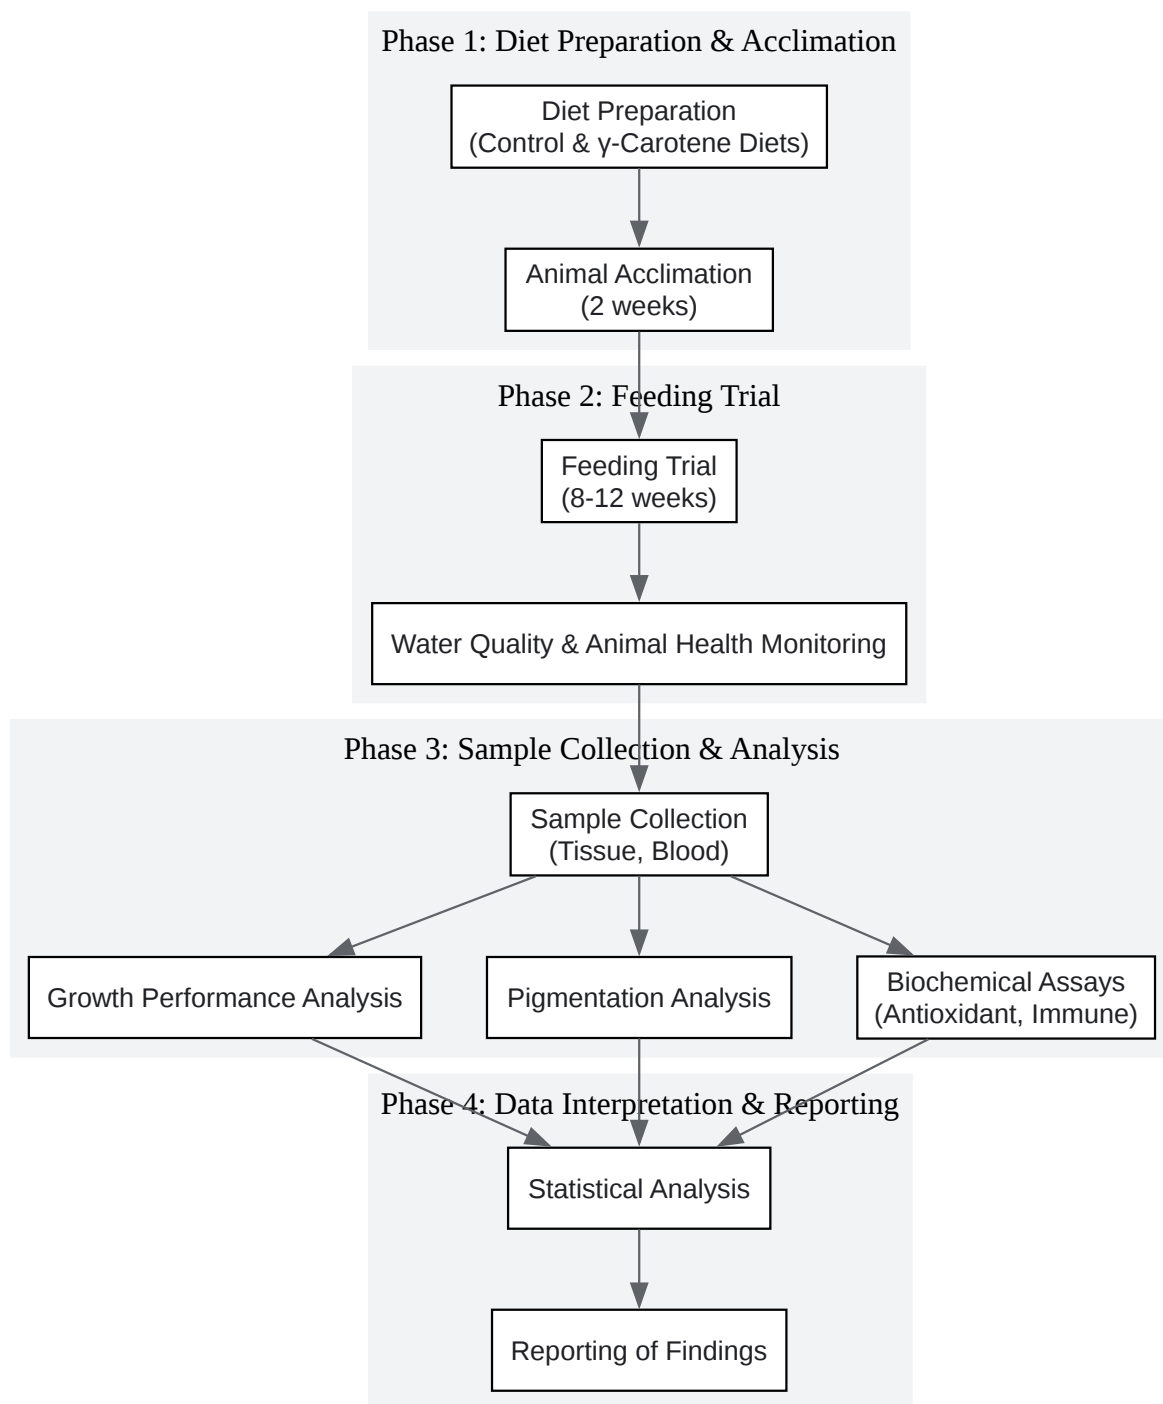 Phase 1: Diet Preparation & Acclimation
Diet Preparation
(Control & γ-Carotene Diets)
Animal Acclimation
(2 weeks)
Phase 2: Feeding Trial
Feeding Trial
(8-12 weeks)
Water Quality & Animal Health Monitoring
Phase 3: Sample Collection & Analysis
Sample Collection
(Tissue, Blood)
Growth Performance Analysis
Pigmentation Analysis
Biochemical Assays
(Antioxidant, Immune)
Phase 4: Data Interpretation & Reporting
Statistical Analysis
Reporting of Findings